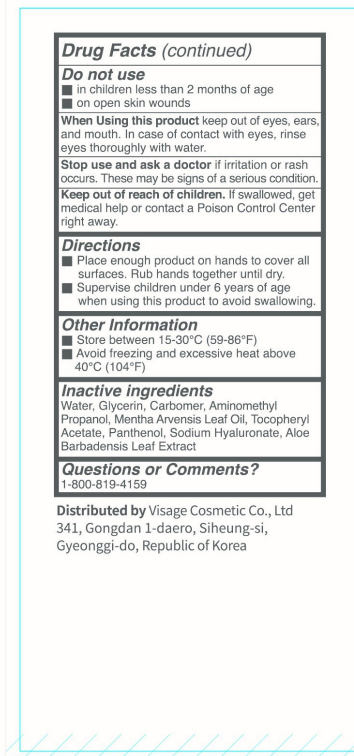 Drug Facts (continued)
Do not use
■ in children less than 2 months of age
■ on open skin wounds
When Using this product keep out of eyes, ears,
and mouth. In case of contact with eyes, rinse
eyes thoroughly with water.
Stop use and ask a doctor if irritation or rash
occurs. These may be signs of a serious condition.
Keep out of reach of children. If swallowed, get
medical help or contact a Poison Control Center
right away.
Directions
■ Place enough product on hands to cover all
surfaces. Rub hands together until dry.
■ Supervise children under 6 years of age
when using this product to avoid swallowing.
Other Information
■ Store between 15-30°C (59-86°F)
■ Avoid freezing and excessive heat above
40°C (104°F)
Inactive ingredients
Water, Glycerin, Carbomer, Aminomethyl
Propanol, Mentha Arvensis Leaf Oil, Tocopheryl
Acetate, Panthenol, Sodium Hyaluronate, Aloe
Barbadensis Leaf Extract
Questions or Comments?
1-800-819-4159
Distributed by Visage Cosmetic Co., Ltd
341, Gongdan 1-daero, Siheung-si,
Gyeonggi-do, Republic of Korea